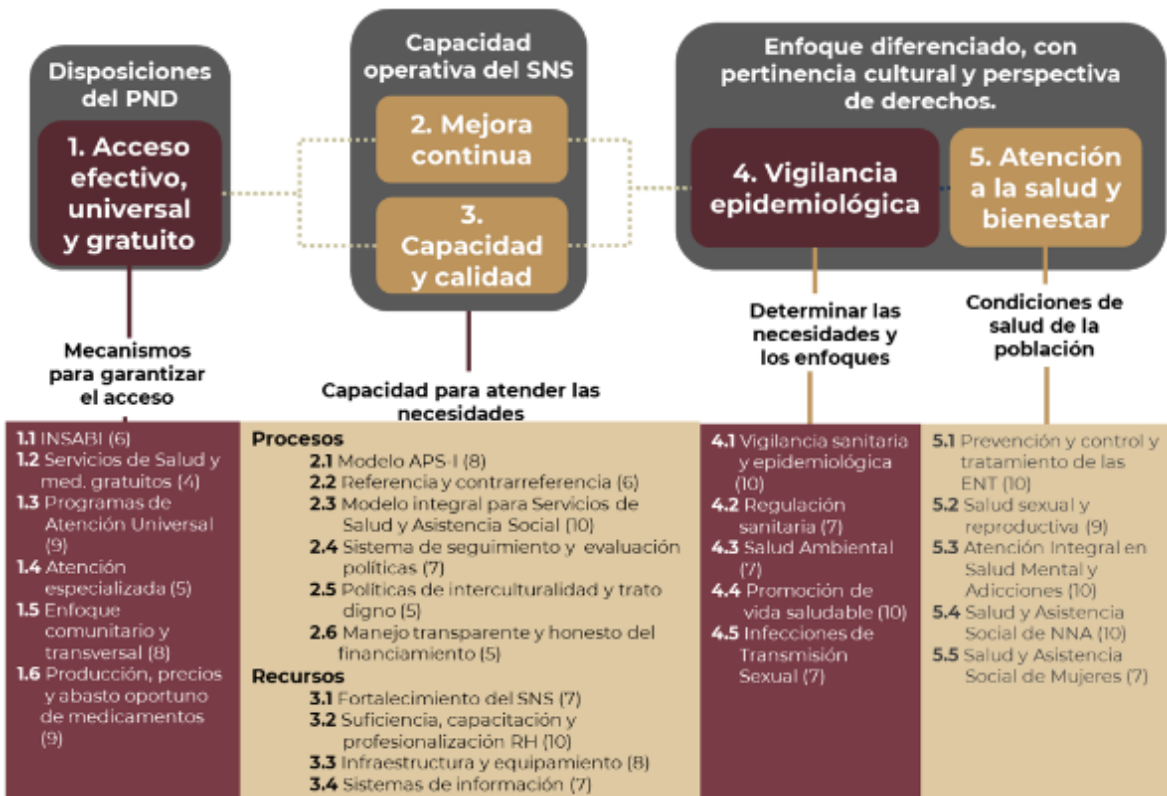 Disposiciones
del PND
1. Acceso
efectivo,
universal
y gratuito
Capacidad
operativa del SNS
2. Mejora
continua
3.
Capacidad
y calidad
Enfoque diferenciado, con
pertinencia cultural y perspectiva
de derechos.
4. Vigilancia
epidemiológica
5. Atención
a la salud y
bienestar
Mecanismos
para garantizar
el acceso
Capacidad para atender las
necesidades
Determinar las
necesidades y
los enfoques
Condiciones de
salud de la
población
1.1 INSABI (6)
1.2 Servicios de Salud y
med. gratuitos (4)
1.3 Programas de
Atención Universal
(9)
1.4 Atención
especializada (5)
1.5 Enfoque
comunitario y
transversal (8)
1.6 Producción, precios
y abasto oportuno
de medicamentos
(9)
Procesos
2.1 Modelo APS-I (8)
2.2 Referencia y contrarreferencia (6)
2.3 Modelo integral para Servicios de
Salud y Asistencia Social (10)
2.4 Sistema de seguimiento y evaluación
políticas (7)
2.5 Políticas de interculturalidad y trato
digno (5)
2.6 Manejo transparente y honesto del
financiamiento (5)
Recursos
3.1 Fortalecimiento del SNS (7)
3.2 Suficiencia, capacitación y
profesionalización RH (10)
3.3 Infraestructura y equipamiento (8)
3.4 Sistemas de información (7)
4.1 Vigilancia sanitaria
y epidemiológica
(10)
4.2 Regulación
sanitaria (7)
4.3 Salud Ambiental
(7)
4.4 Promoción de
vida saludable (10)
4.5 Infecciones de
Transmisión
Sexual (7)
5.1 Prevención y control y
tratamiento de las
ENT (10)
5.2 Salud sexual y
reproductiva (9)
5.3 Atención Integral en
Salud Mental y
Adicciones (10)
5.4 Salud y Asistencia
Social de NNA (10)
5.5 Salud y Asistencia
Social de Mujeres (7)